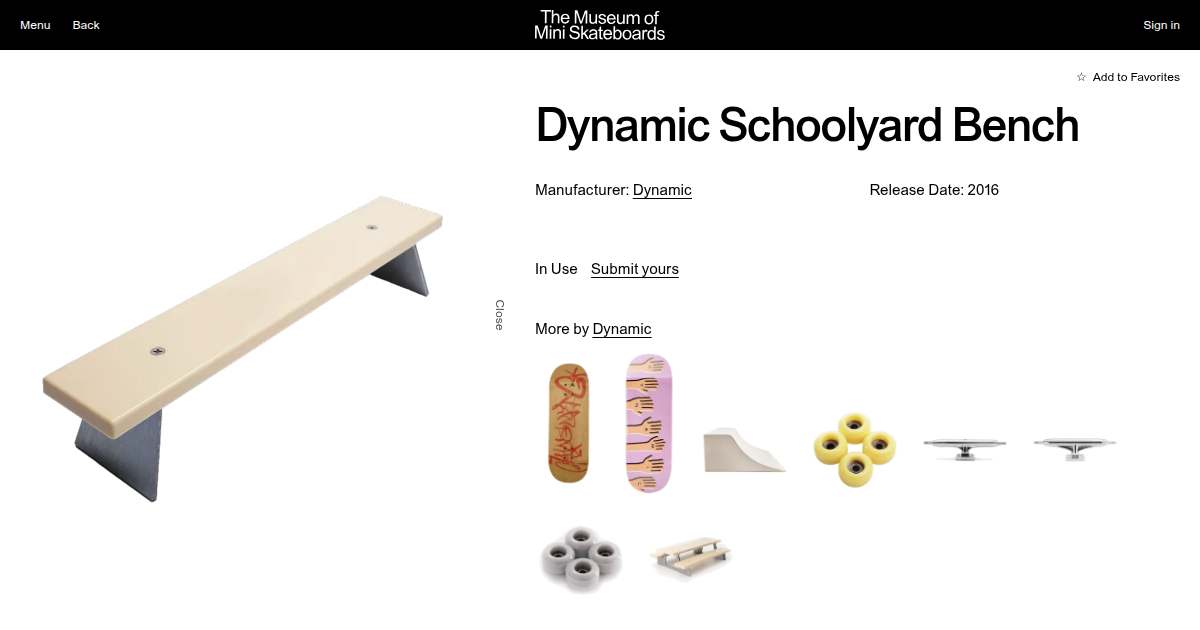 Menu
Back
The Museum of
Mini Skateboards
Sign in
☆ Add to Favorites
Dynamic Schoolyard Bench
Manufacturer: Dynamic
Release Date: 2016
In Use Submit yours
Close
More by Dynamic